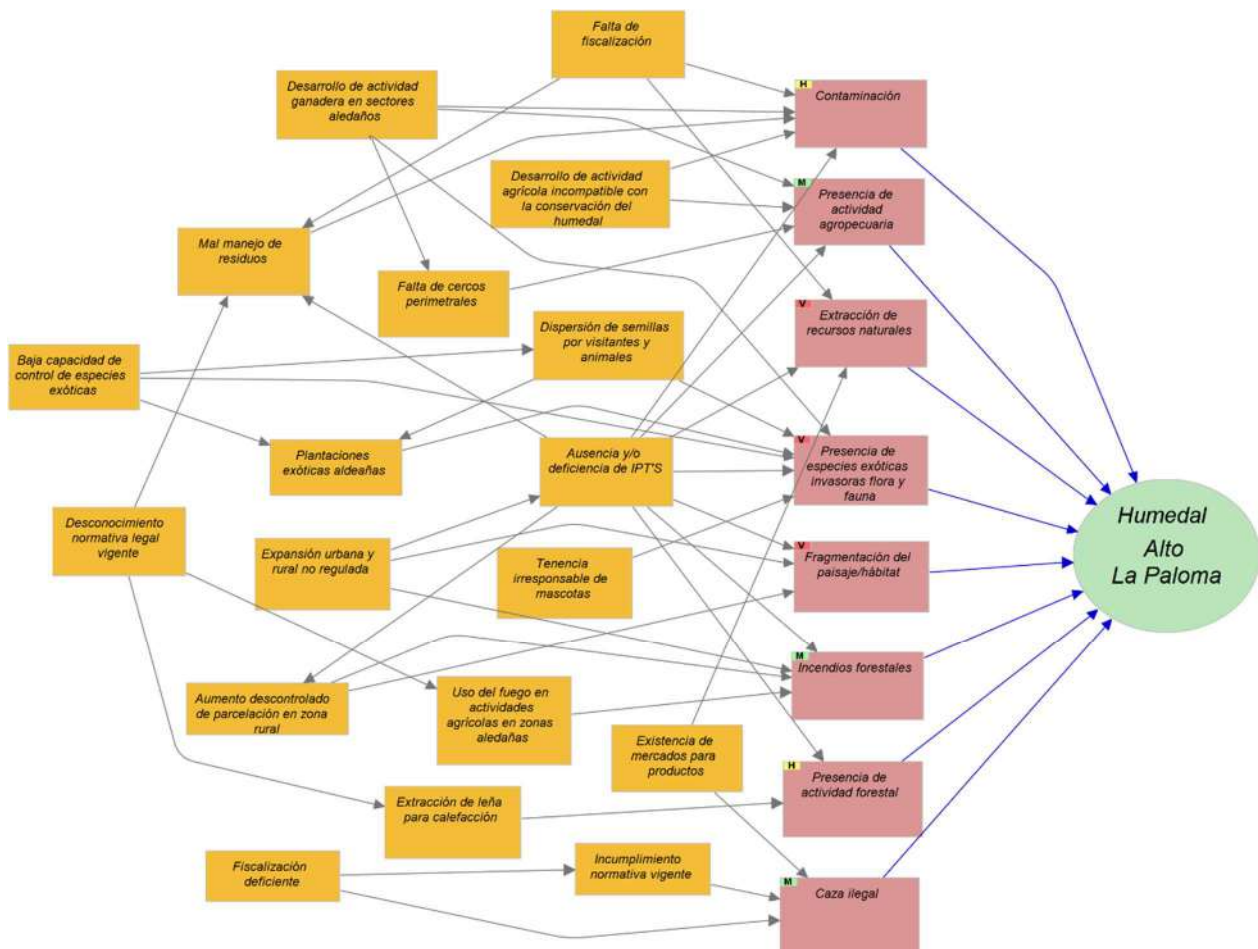 Falta de
fiscalización
Desarrollo de actividad
ganadera en sectores
aledaños
H
Contaminación
Desarrollo de actividad
agrícola incompatible con
la conservación del
humedal
M
Presencia de
actividad
agropecuaria
Mal manejo de
residuos
Falta de cercos
perimetrales
V
Extracción de
recursos naturales
Dispersión de semillas
por visitantes y
animales
Baja capacidad de
control de especies
exóticas
Plantaciones
exóticas aldeñas
Ausencia y/o
deficiencia de IPT'S
V
Presencia de
especies exóticas
invasoras flora y
fauna
Humedal
Alto
La Paloma
Desconocimiento
normativa legal
vigente
Expansión urbana y
rural no regulada
Tenencia
irresponsable de
mascotas
V
Fragmentación del
paisaje/hábitat
Aumento descontrolado
de parcelación en zona
rural
Uso del fuego en
actividades
agrícolas en zonas
aledañas
M
Incendios forestales
Existencia de
mercados para
productos
H
Presencia de
actividad forestal
Extracción de leña
para calefacción
Fiscalización
deficiente
Incumplimiento
normativa vigente
M
Caza ilegal